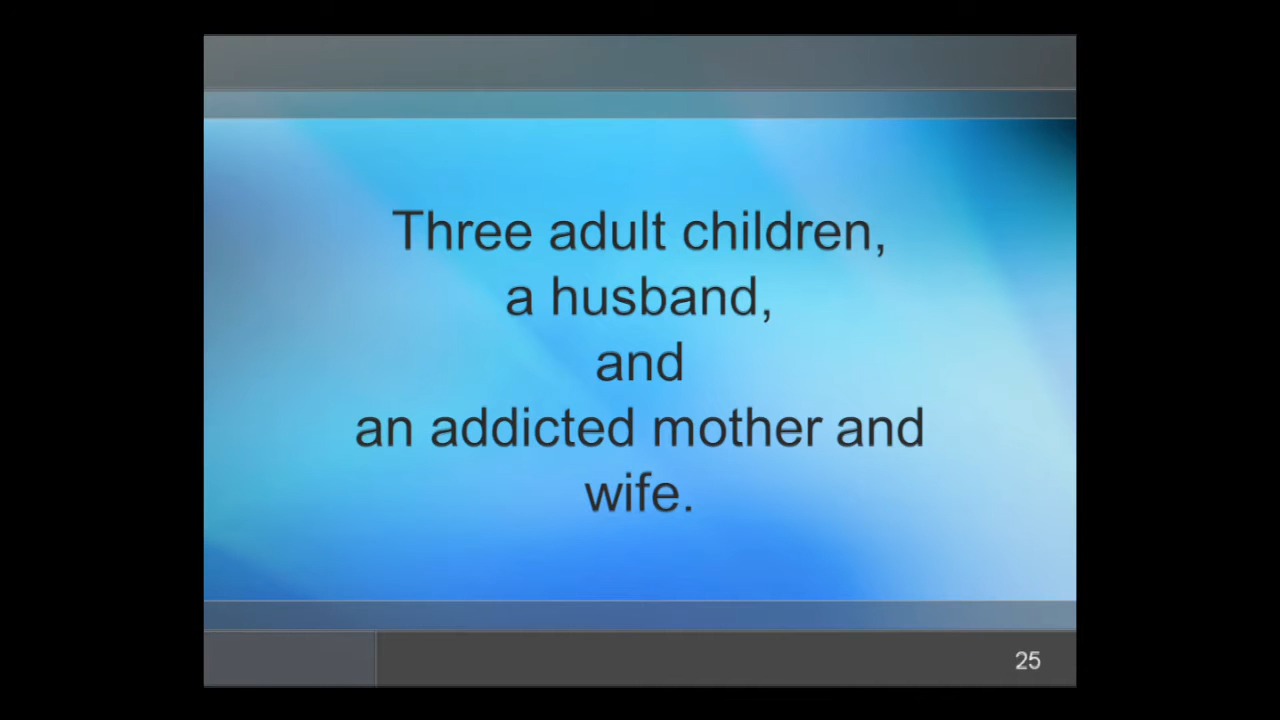 Three adult children,
a husband,
and
an addicted mother and
wife.
25